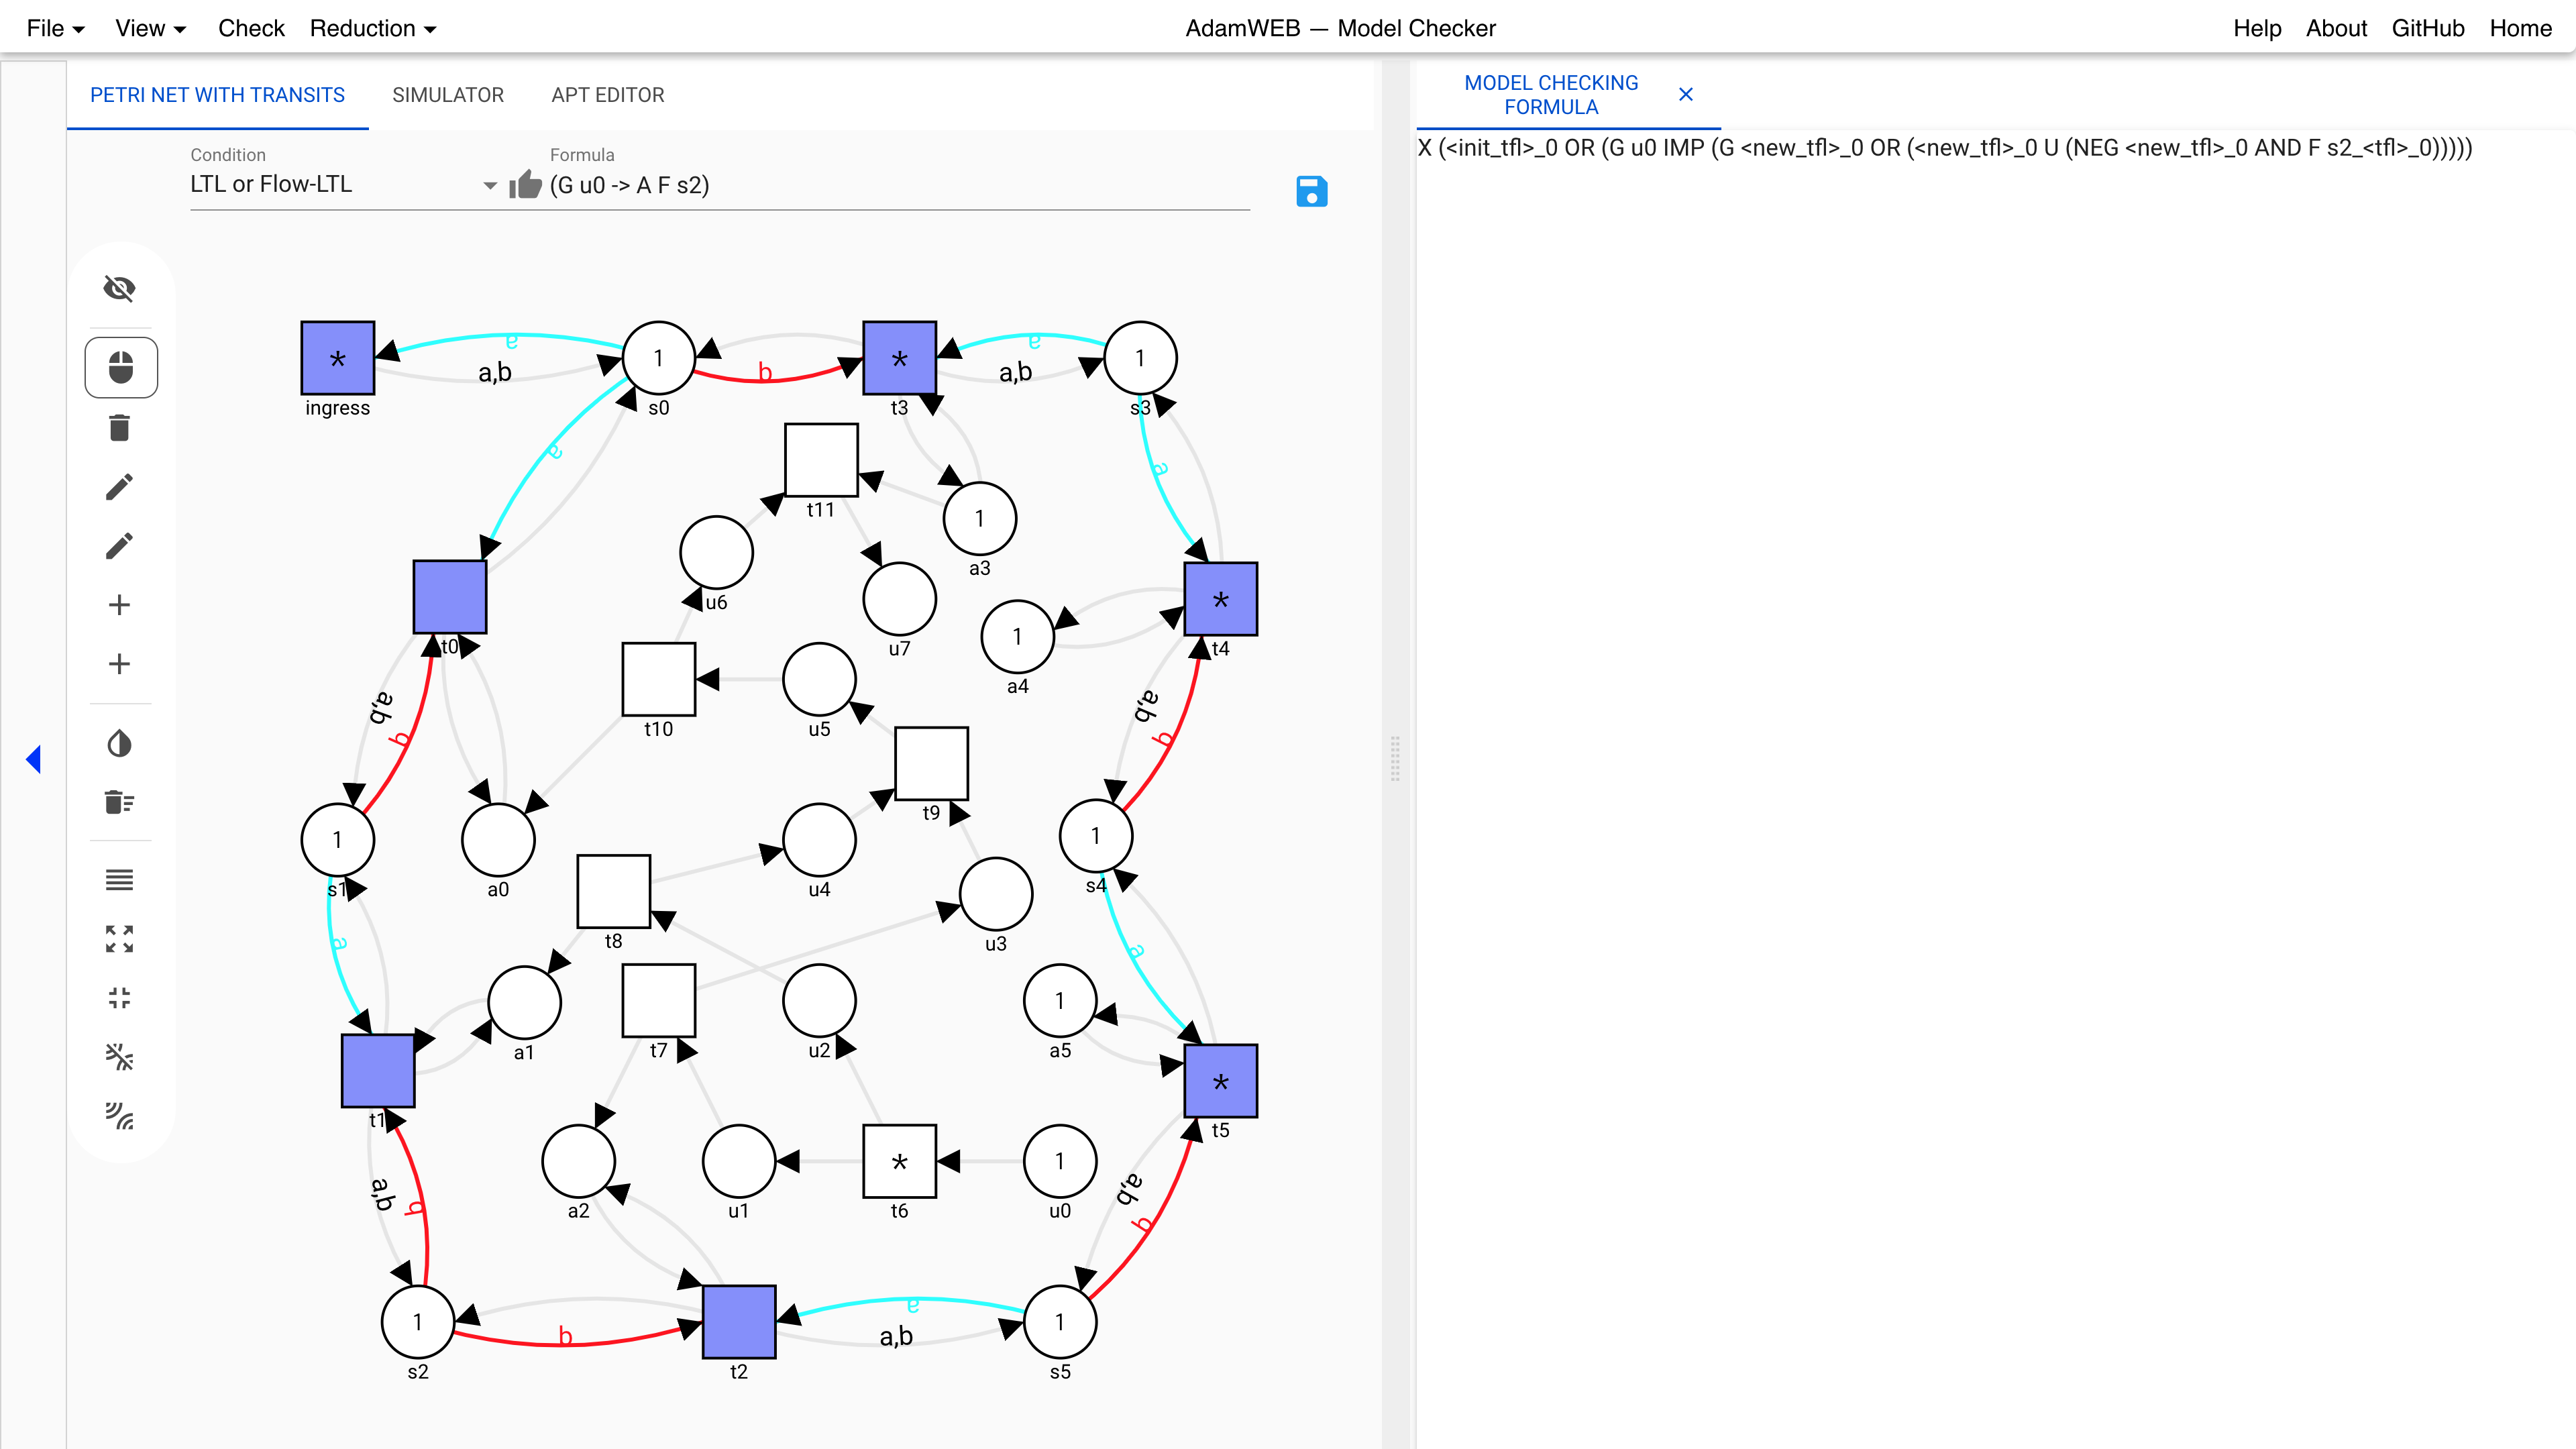 File View Check Reduction AdamWEB — Model Checker Help About GitHub Home
PETRI NET WITH TRANSITS SIMULATOR APT EDITOR
MODEL CHECKING
FORMULA
Condition
LTL or Flow-LTL
Formula
(G u0 -> A F s2)
X (<init_tfl>_0 OR (G u0 IMP (G <new_tfl>_0 OR (<new_tfl>_0 U (NEG <new_tfl>_0 AND F s2_<tfl>_0)))))
* a 1 * a 1
a,b b a,b
ingress s0 t3 s3
a a
t11
1
a3
u6
*
1
u7 t4
t0
a4
a,b a,b
t10 u5
b b
t9
1 1
s1 a0 u4 s4
a t8 u3 a
1
a1 t7 u2 a5
*
t1 t5
* 1
a,b b a2 u1 t6 u0 a,b
b
1 a 1
b a,b
s2 t2 s5